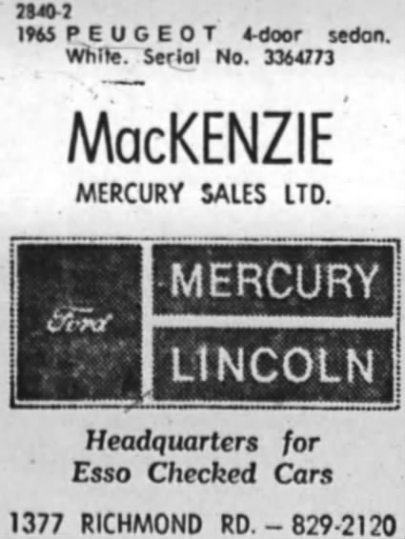 2840-2
1965 PEUGEOT 4-door sedan.
White. Serial No. 3364773
MacKENZIE
MERCURY SALES LTD.
Ford
MERCURY
LINCOLN
Headquarters for
Esso Checked Cars
1377 RICHMOND RD. – 829-2120